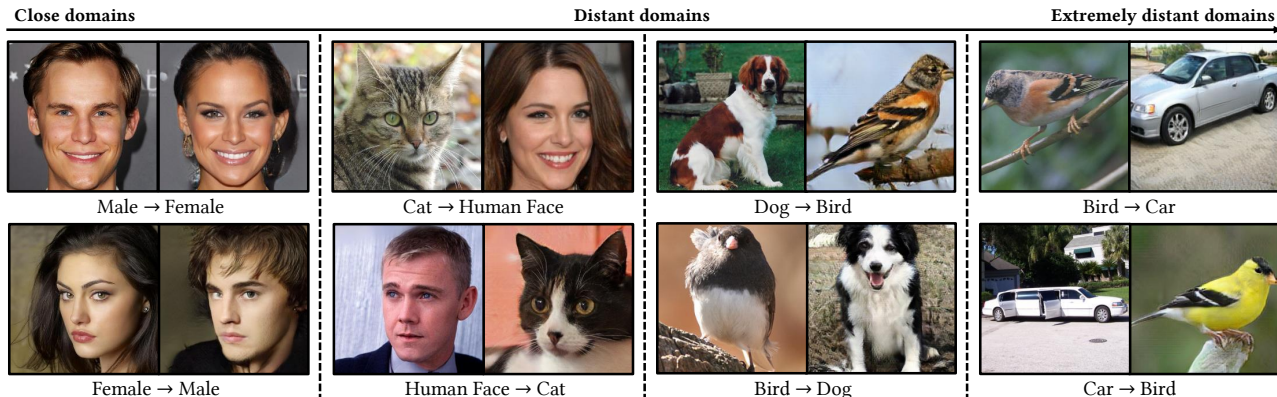 Close domains
Distant domains
Extremely distant domains
Male → Female
Cat → Human Face
Dog → Bird
Bird → Car
Female → Male
Human Face → Cat
Bird → Dog
Car → Bird